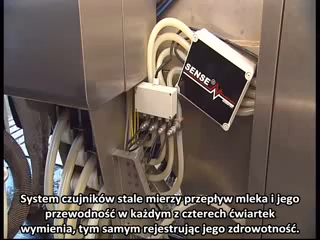 SENSE
System czujników stale mierzy przepływ mleka i jego
przewodność w każdym z czterech ćwiartek
wymienia, tym samym rejestrując jego zdrowotność.